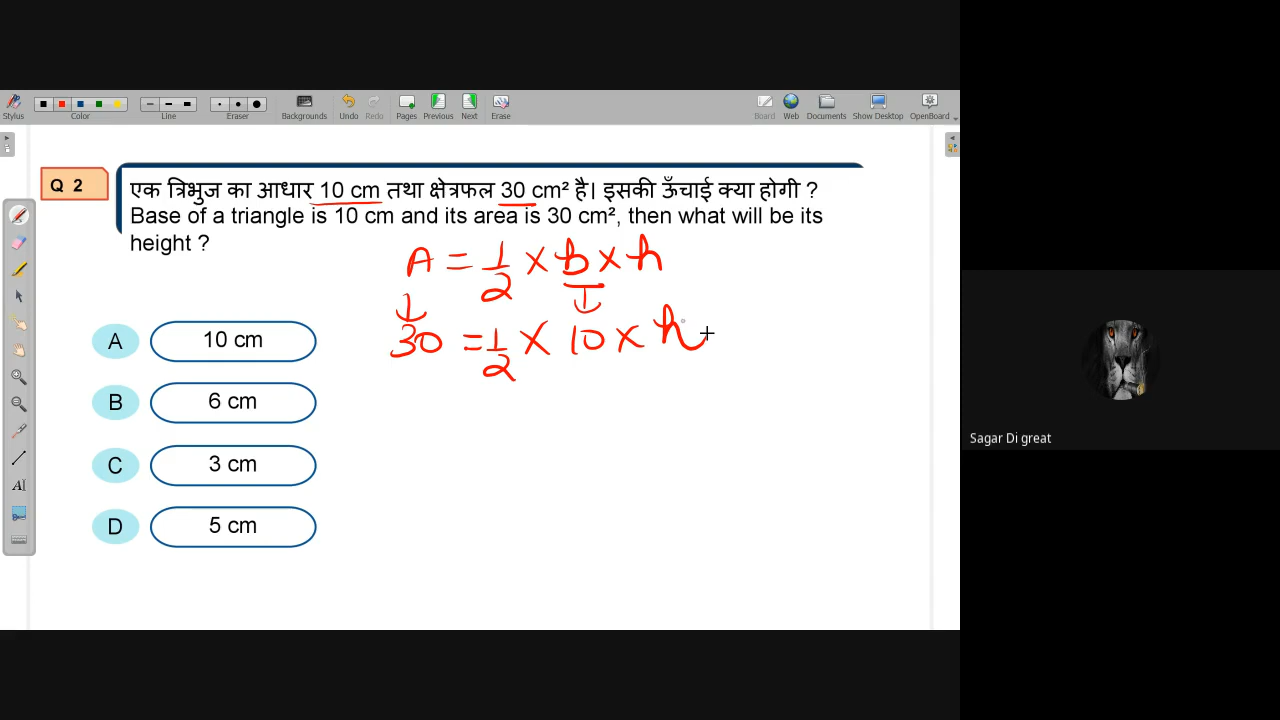 Stylus
Color
Line
Eraser
Backgrounds
Undo
Redo
Pages
Previous
Next
Erase
Board
Web
Documents
Show Desktop
OpenBoard
Q 2
एक त्रिभुज का आधार 10 cm तथा क्षेत्रफल 30 cm² है। इसकी ऊँचाई क्या होगी ?
Base of a triangle is 10 cm and its area is 30 cm², then what will be its
height ?
A = 1/2 × b × h
30 = 1/2 × 10 × h
A 10 cm
B 6 cm
C 3 cm
D 5 cm
Sagar Di great